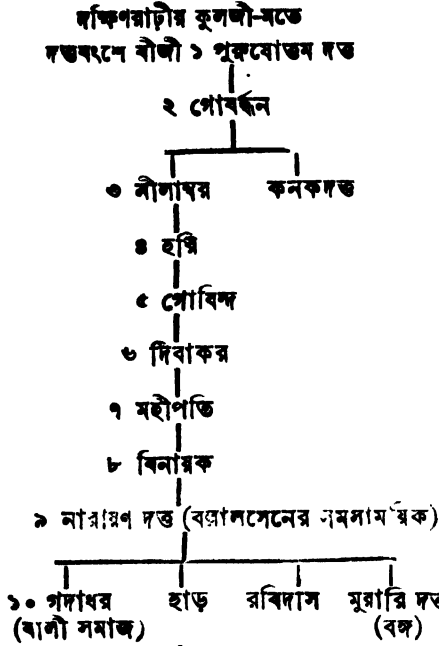 দক্ষিণরাঢ়ীর কুলজী-মতে
দত্তবংশে বীজী ১ পুরুষোত্তম দত্ত
২ গোবর্দ্ধন
৩ নীলাম্বর কনকদত্ত
৪ হরি
৫ গোবিন্দ
৬ দিবাকর
৭ মহীপতি
৮ বিনায়ক
৯ নারায়ণ দত্ত (বল্লালসেনের সমসাময়িক)
১০ গদাধর হাড় রবিদাস মুরারি দত্ত
(বালী সমাজ) (বঙ্গ)